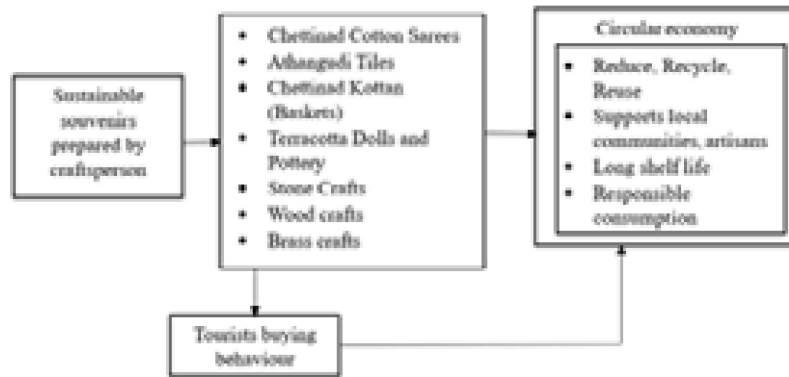 Sustainable
souvenirs
prepared by
craftsperson
• Chettinad Cotton Sarees
• Athangudi Tiles
• Chettinad Kottan
(Baskets)
• Terracotta Dolls and
Pottery
• Stone Crafts
• Wood crafts
• Brass crafts
Circular economy
• Reduce, Recycle,
Reuse
• Supports local
communities, artisans
• Long shelf life
• Responsible
consumption
Tourists buying
behaviour